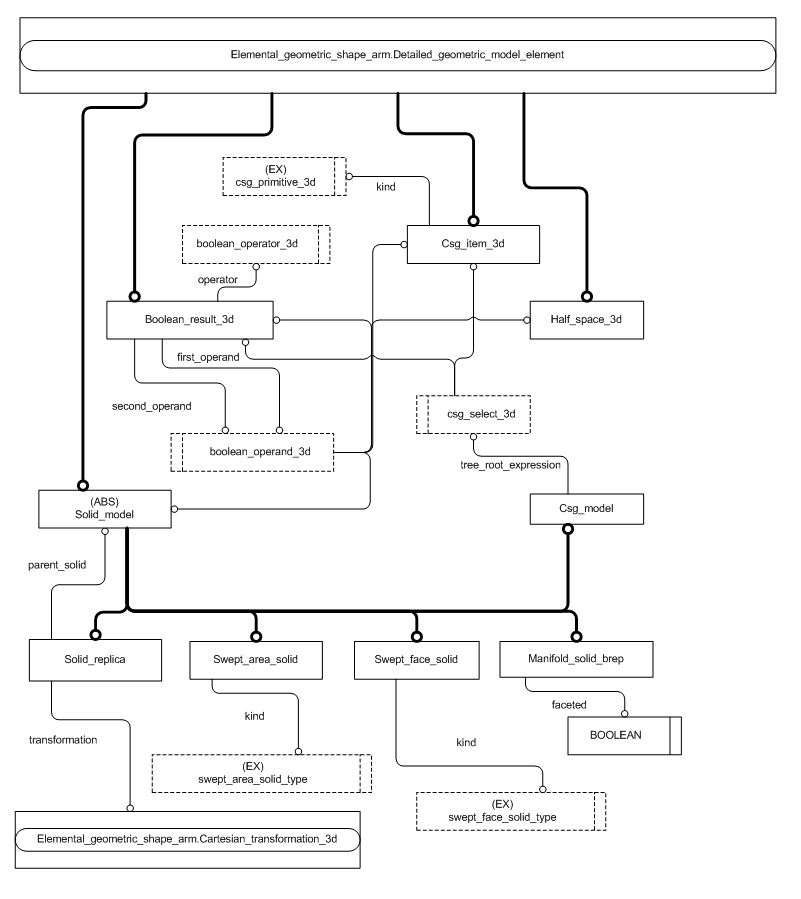 Elemental_geometric_shape_arm.Detailed_geometric_model_element
(EX)
csg_primitive_3d
kind
boolean_operator_3d
Csg_item_3d
operator
Boolean_result_3d
Half_space_3d
first_operand
second_operand
csg_select_3d
boolean_operand_3d
tree_root_expression
(ABS)
Solid_model
Csg_model
parent_solid
Solid_replica
Swept_area_solid
Swept_face_solid
Manifold_solid_brep
faceted
kind
BOOLEAN
transformation
kind
(EX)
swept_area_solid_type
(EX)
swept_face_solid_type
Elemental_geometric_shape_arm.Cartesian_transformation_3d